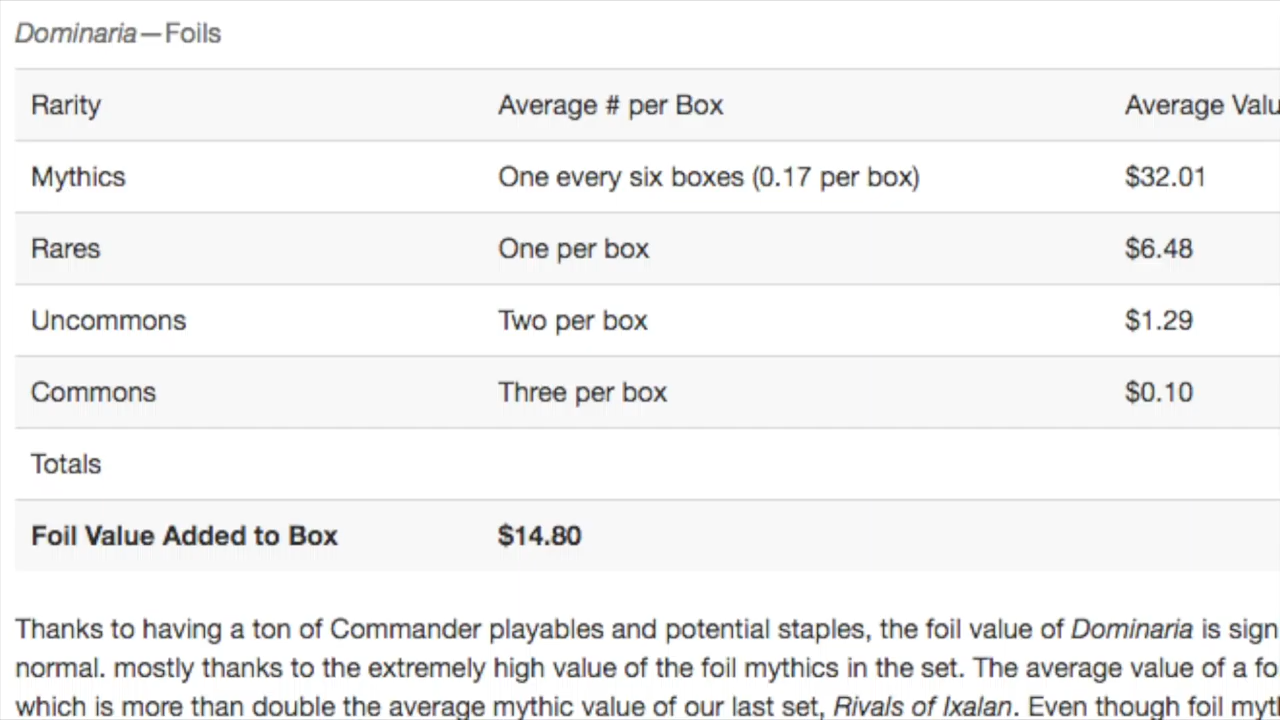 Dominaria—Foils
Rarity Average # per Box Average Valu
Mythics One every six boxes (0.17 per box) $32.01
Rares One per box $6.48
Uncommons Two per box $1.29
Commons Three per box $0.10
Totals
Foil Value Added to Box $14.80
Thanks to having a ton of Commander playables and potential staples, the foil value of Dominaria is sign
normal. mostly thanks to the extremely high value of the foil mythics in the set. The average value of a fo
which is more than double the average mythic value of our last set, Rivals of Ixalan. Even though foil myt